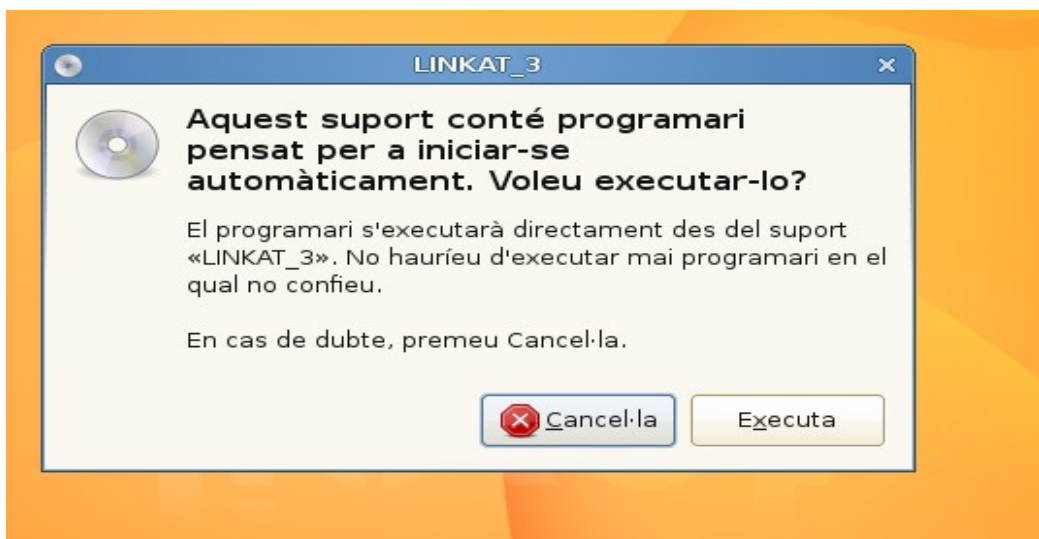 LINKAT_3
Aquest suport conté programari
pensat per a iniciar-se
automàticament. Voleu executar-lo?
El programari s'executarà directament des del suport
«LINKAT_3». No hauríeu d'executar mai programari en el
qual no confieu.
En cas de dubte, premeu Cancel·la.
Cancel·la
Executa